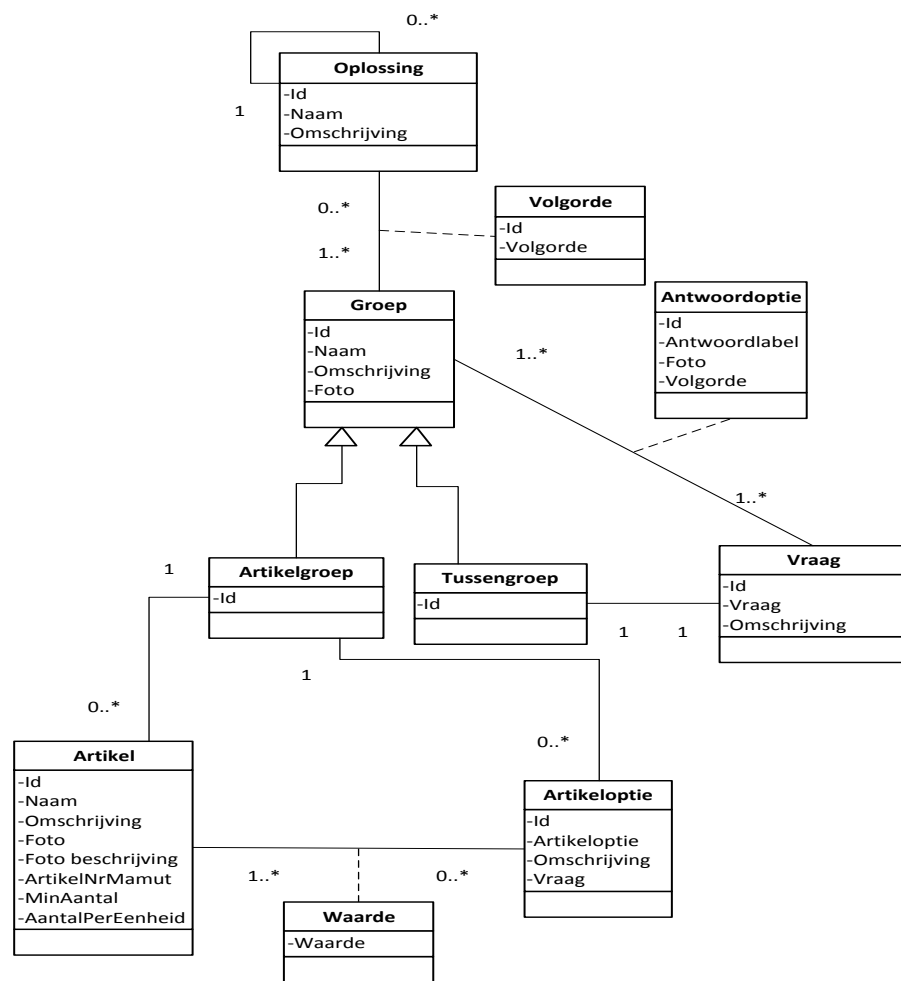 0..*
Oplossing
-Id
-Naam
-Omschrijving
1
0..*
Volgorde
-Id
-Volgorde
1..*
Groep
-Id
-Naam
-Omschrijving
-Foto
Antwoordoptie
-Id
-Antwoordlabel
-Foto
-Volgorde
1..*
1..*
Vraag
-Id
-Vraag
-Omschrijving
1
Artikelgroep
-Id
Tussengroep
-Id
1
1
1
0..*
0..*
Artikel
-Id
-Naam
-Omschrijving
-Foto
-Foto beschrijving
-ArtikelNrMamut
-MinAantal
-AantalPerEenheid
Artikeloptie
-Id
-Artikeloptie
-Omschrijving
-Vraag
1..*
0..*
Waarde
-Waarde